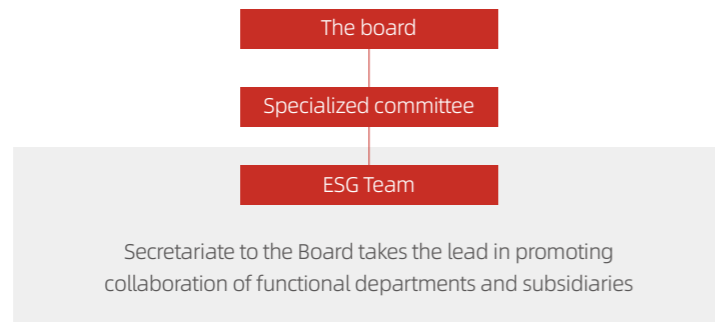 The board
Specialized committee
ESG Team
Secretariate to the Board takes the lead in promoting
collaboration of functional departments and subsidiaries